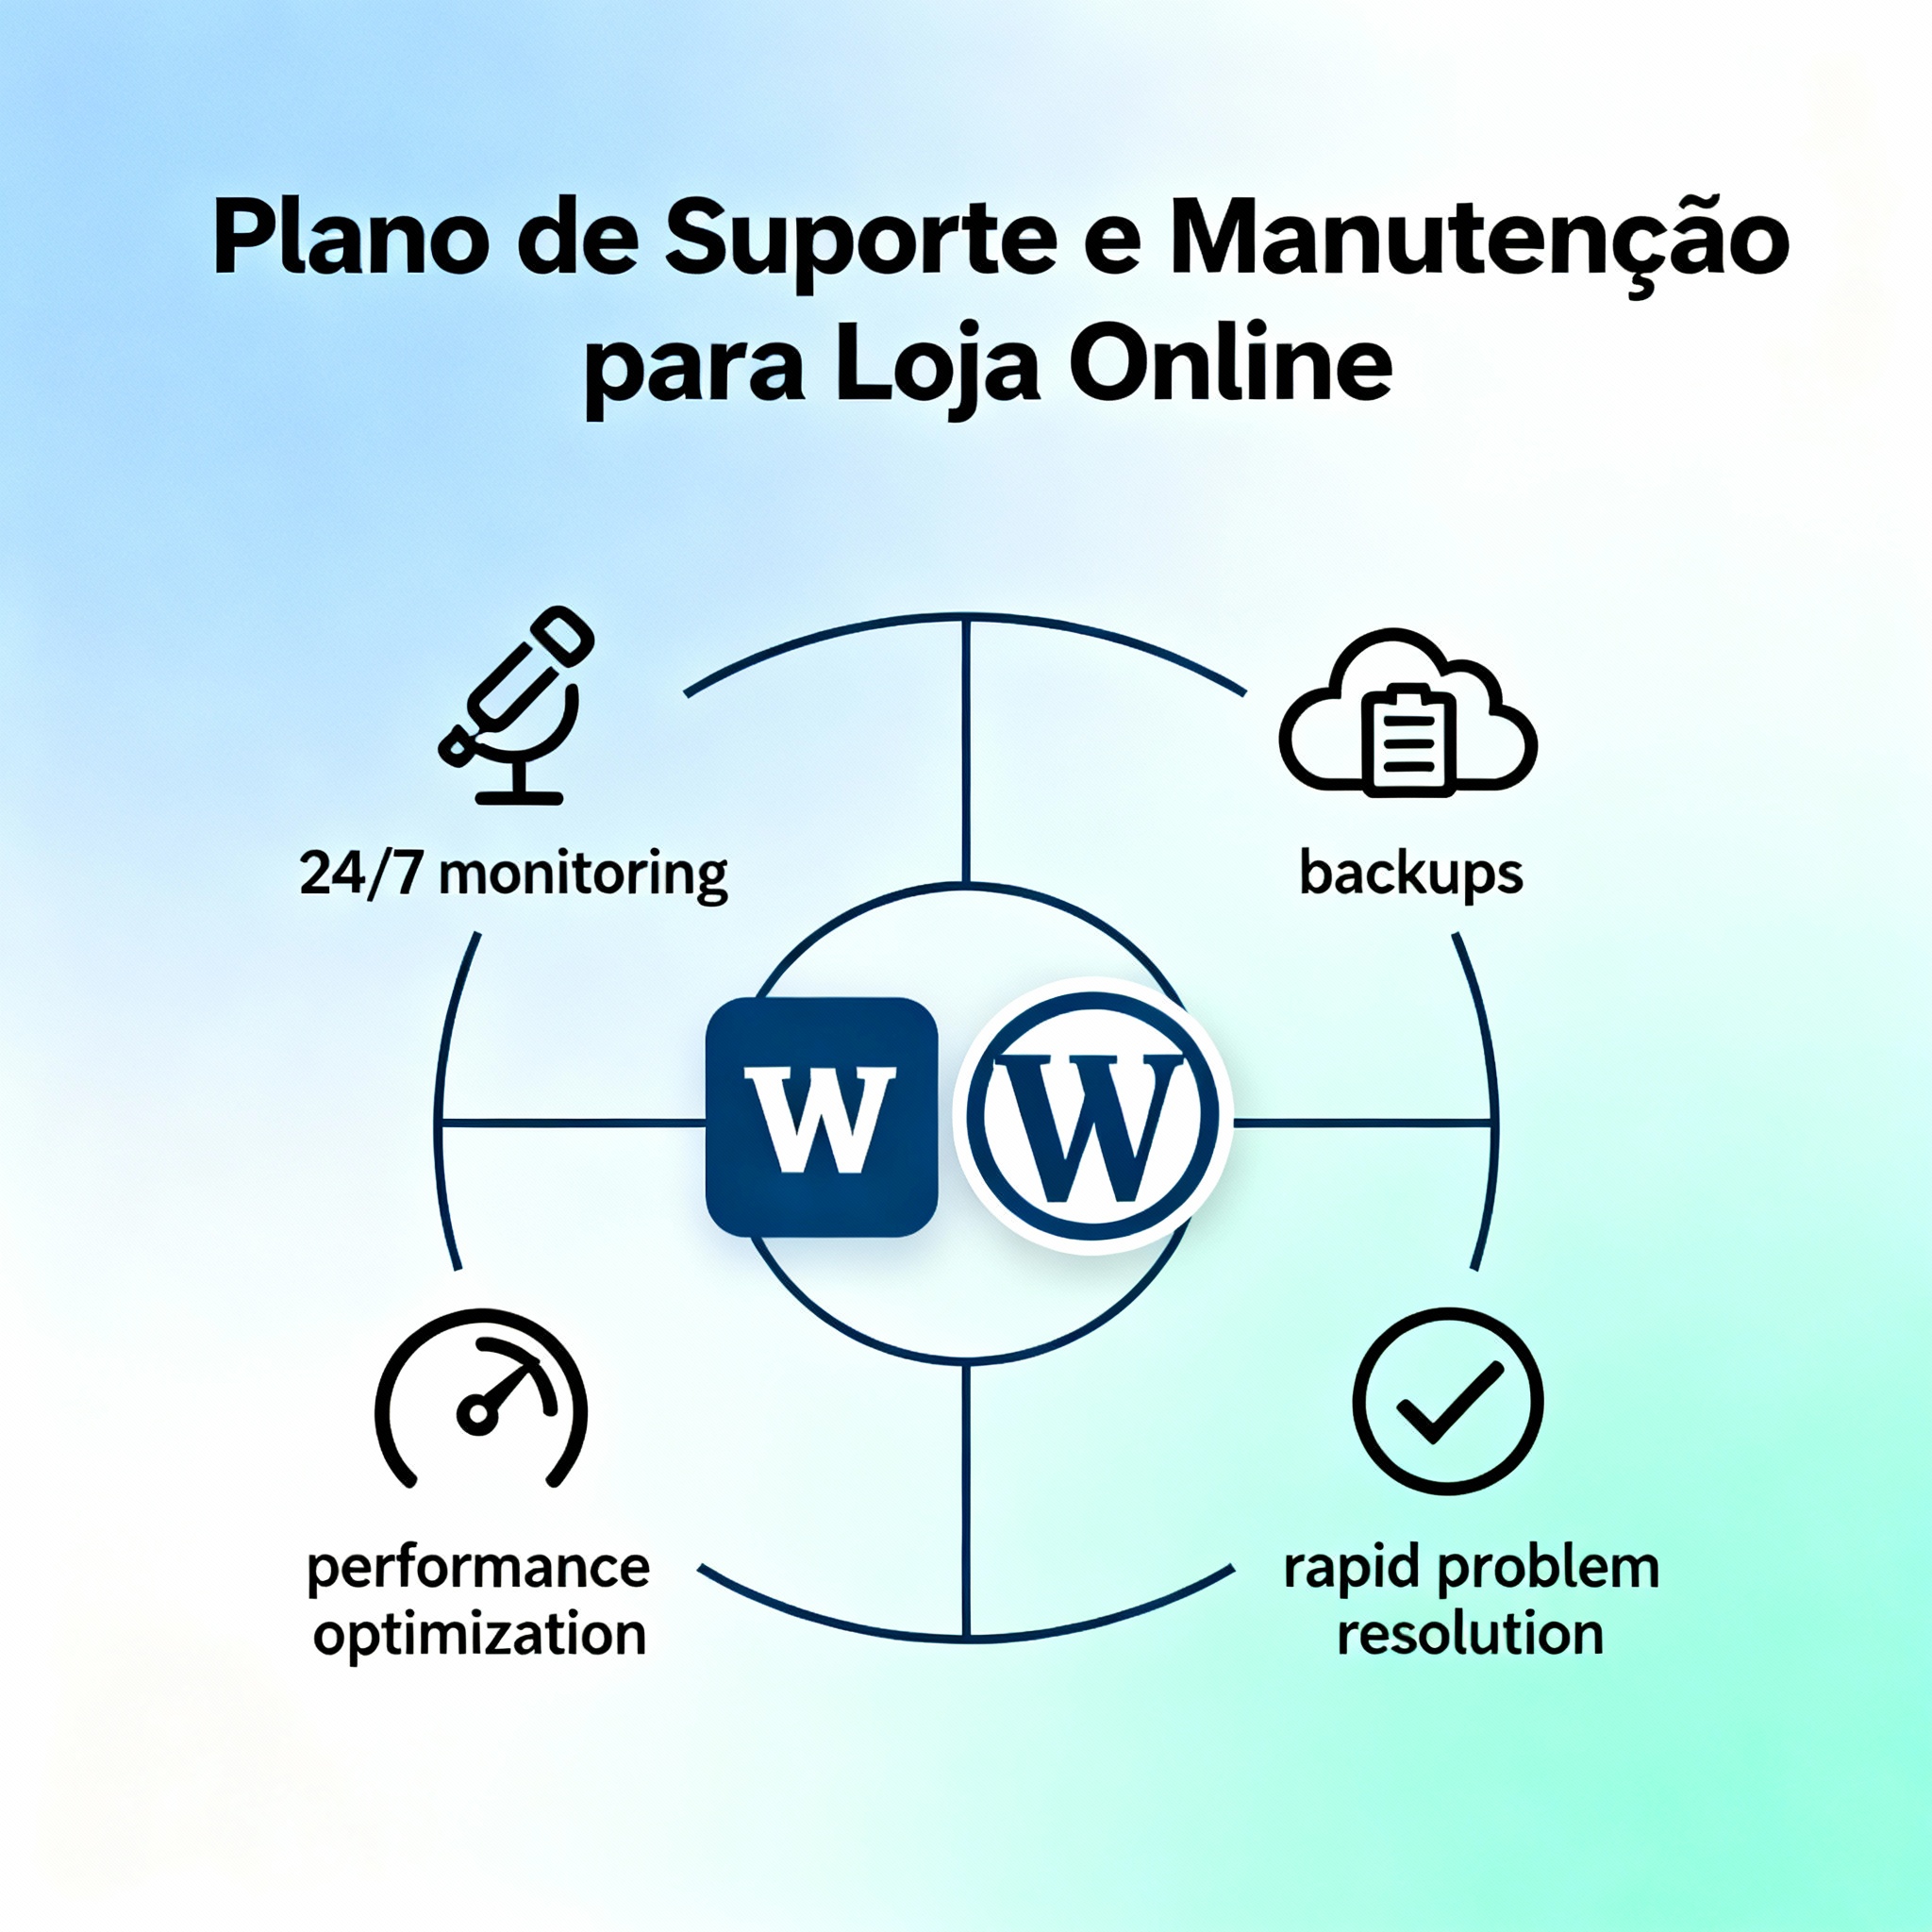 Plano de Suporte e Manutenção
para Loja Online
24/7 monitoring
backups
W
W
performance
optimization
rapid problem
resolution